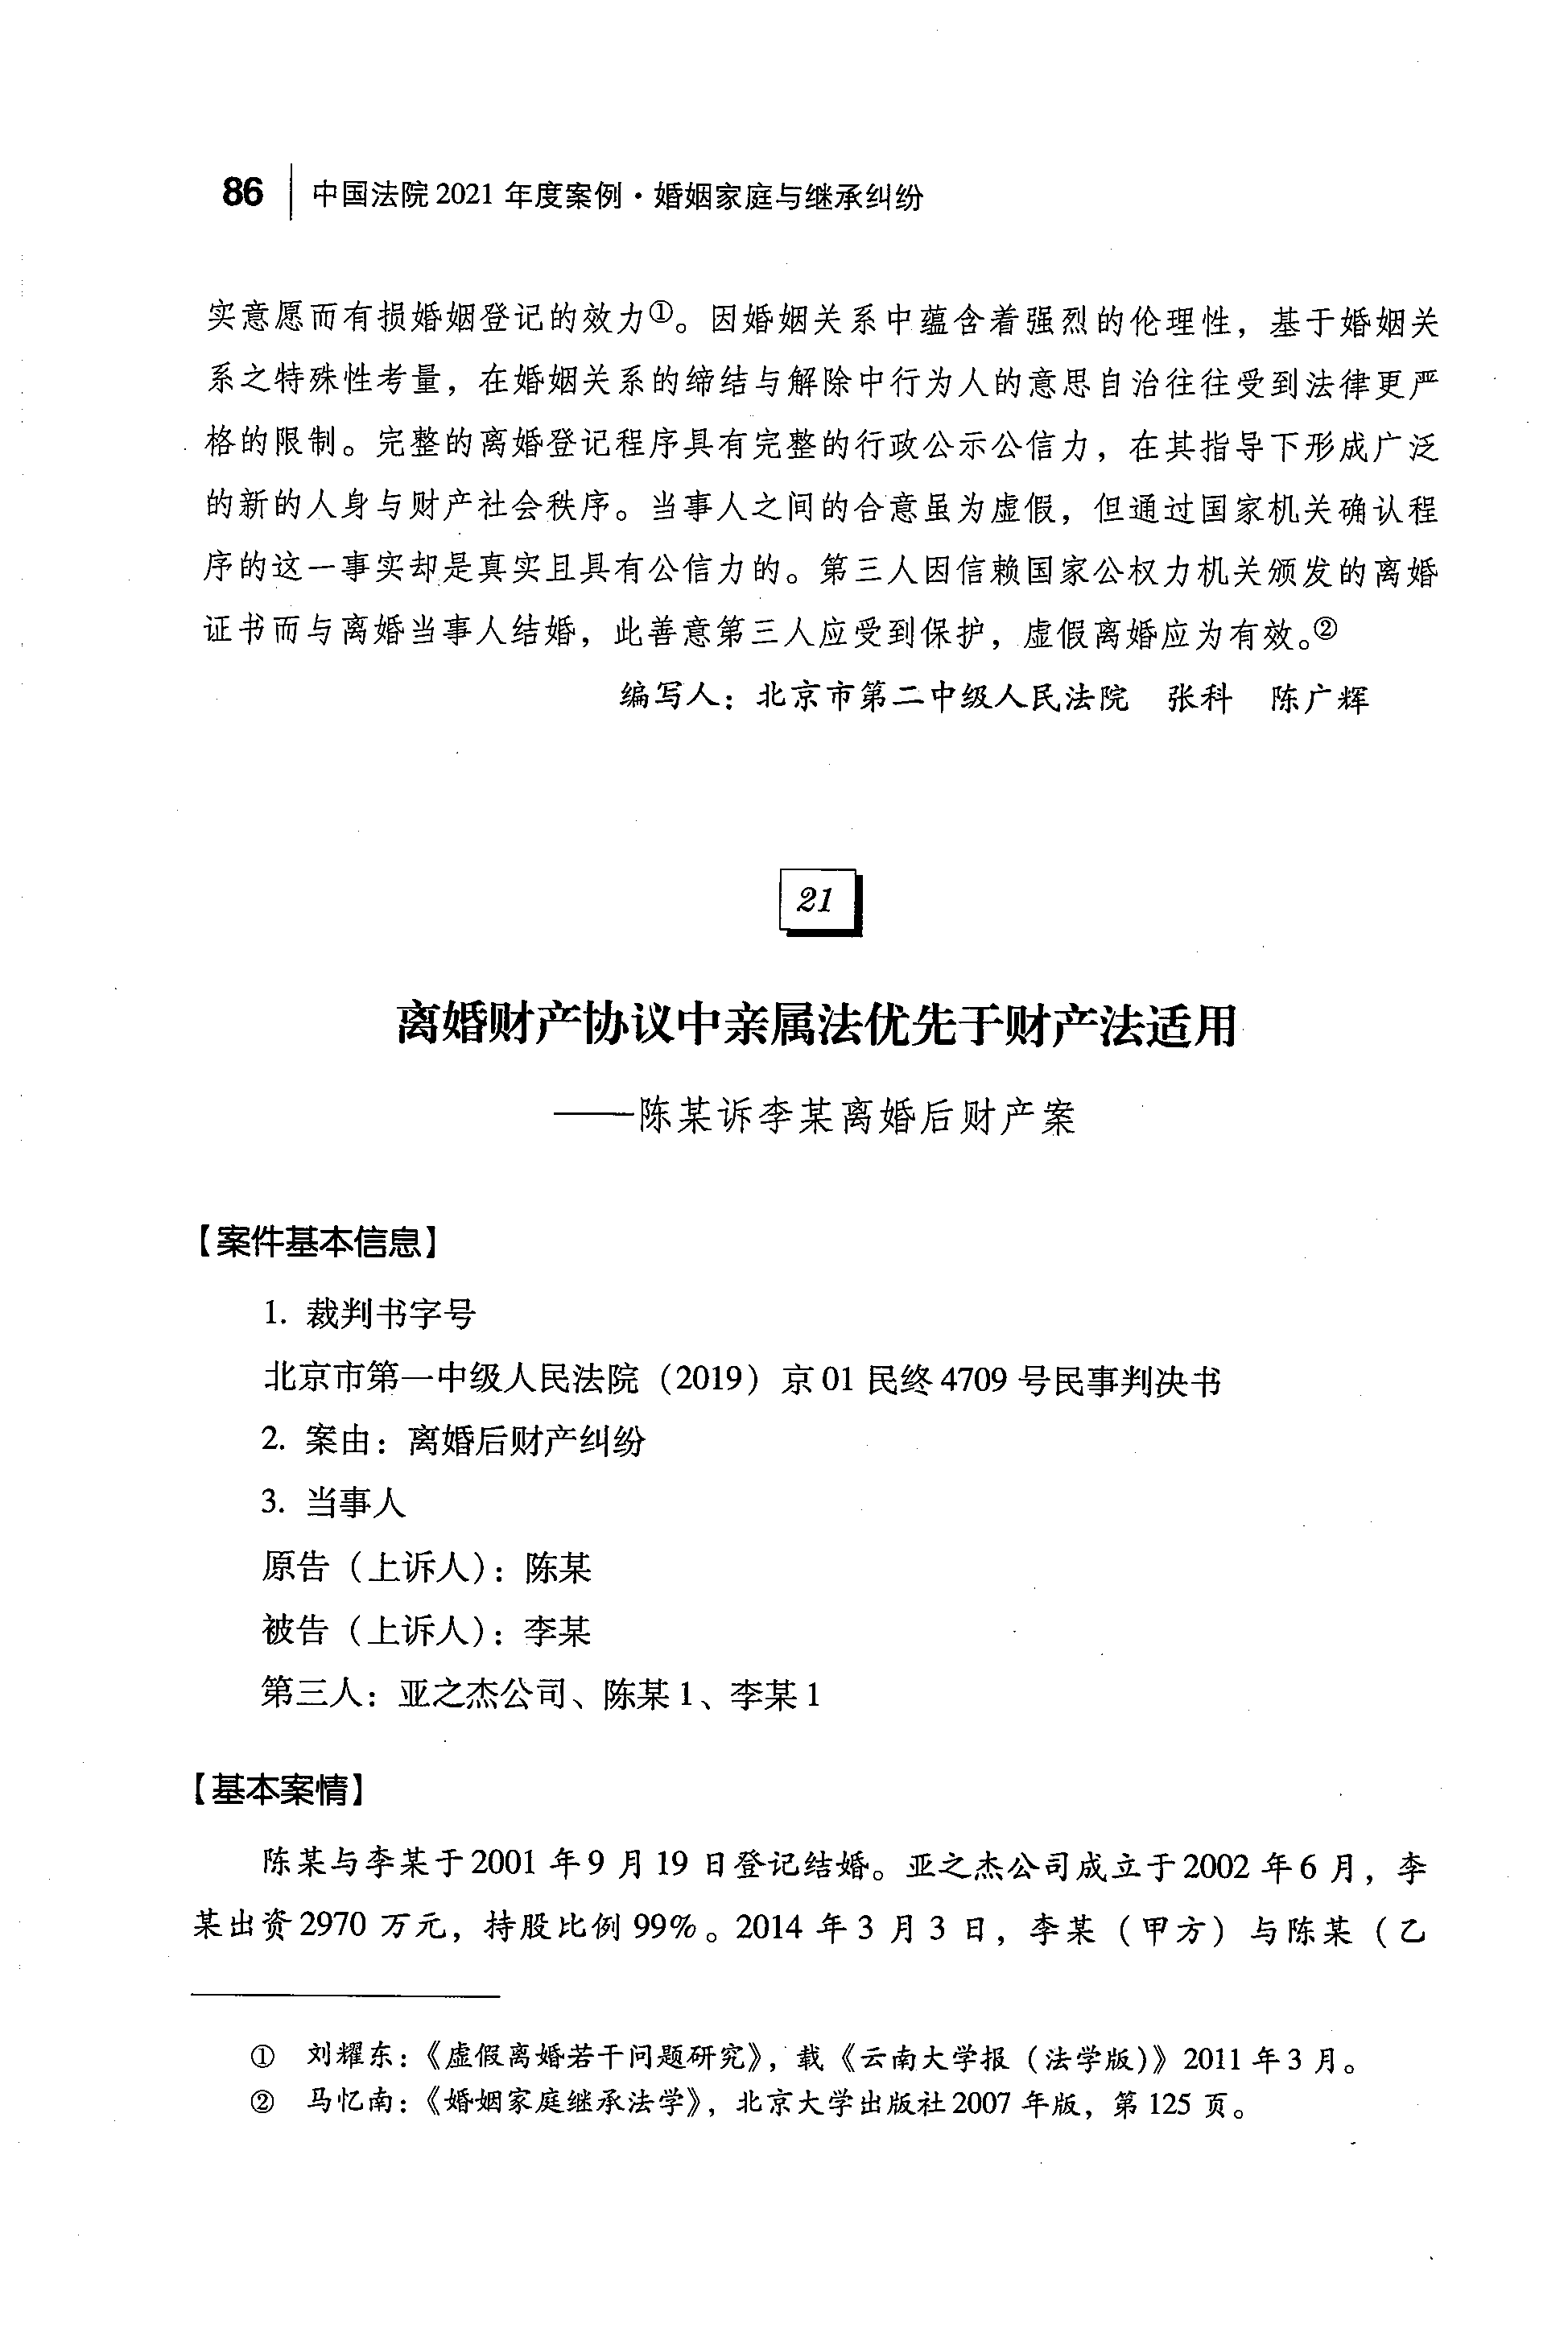 86 中国法院2021年度案例·婚姻家庭与继承纠纷
实意愿而有损婚姻登记的效力①。因婚姻关系中蕴含着强烈的伦理性，基于婚姻关
系之特殊性考量，在婚姻关系的缔结与解除中行为人的意思自治往往受到法律更严
格的限制。完整的离婚登记程序具有完整的行政公示公信力，在其指导下形成广泛
的新的人身与财产社会秩序。当事人之间的合意虽为虚假，但通过国家机关确认程
序的这一事实却是真实且具有公信力的。第三人因信赖国家公权力机关颁发的离婚
证书而与离婚当事人结婚，此善意第三人应受到保护，虚假离婚应为有效。②
编写人：北京市第二中级人民法院 张科 陈广辉
21
离婚财产协议中亲属法优先于财产法适用
——陈某诉李某离婚后财产案
【案件基本信息】
1. 裁判书字号
北京市第一中级人民法院（2019）京01民终4709号民事判决书
2. 案由：离婚后财产纠纷
3. 当事人
原告（上诉人）：陈某
被告（上诉人）：李某
第三人：亚之杰公司、陈某1、李某1
【基本案情】
陈某与李某于2001年9月19日登记结婚。亚之杰公司成立于2002年6月，李
某出资2970万元，持股比例99%。2014年3月3日，李某（甲方）与陈某（乙
① 刘耀东：《虚假离婚若干问题研究》，载《云南大学报（法学版）》2011年3月。
② 马忆南：《婚姻家庭继承法学》，北京大学出版社2007年版，第125页。